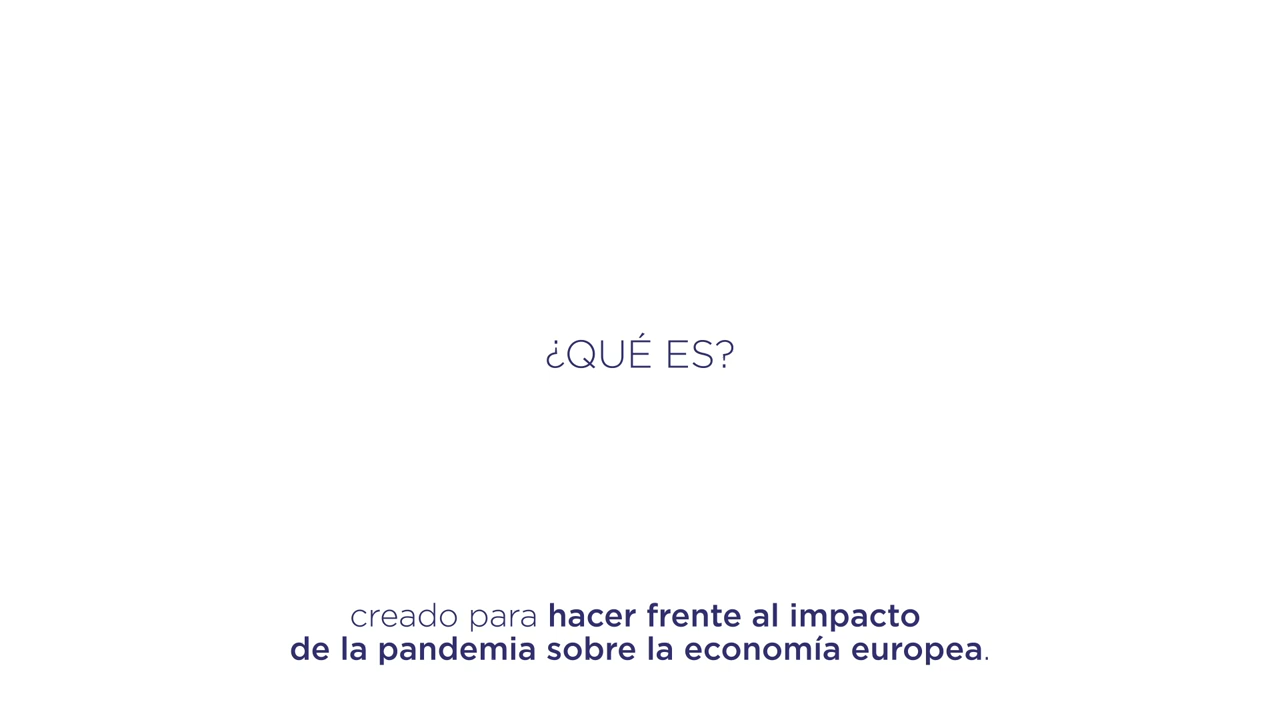 ¿QUÉ ES?
creado para hacer frente al impacto
de la pandemia sobre la economía europea.